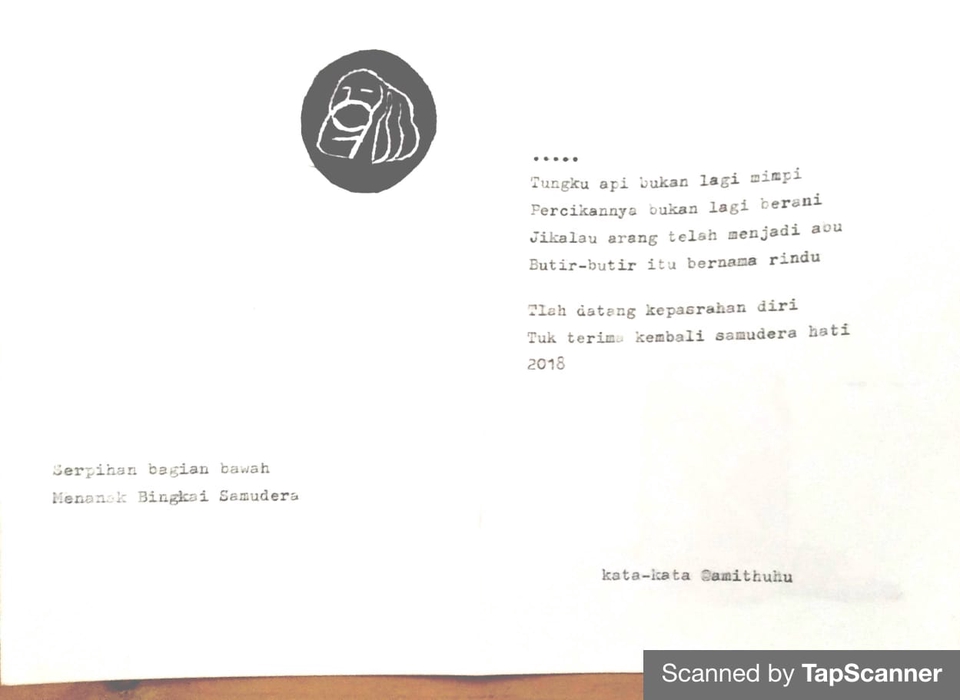 .....
Tungku api bukan lagi mimpi
Percikannya bukan lagi berani
Jikalau arang telah menjadi abu
Butir-butir itu bernama rindu
Tlah datang kepasrahan diri
Tuk terima kembali samudera hati
2018
Serpihan bagian bawah
Menanak Bingkai Samudera
kata-kata @amithuhu
Scanned by TapScanner